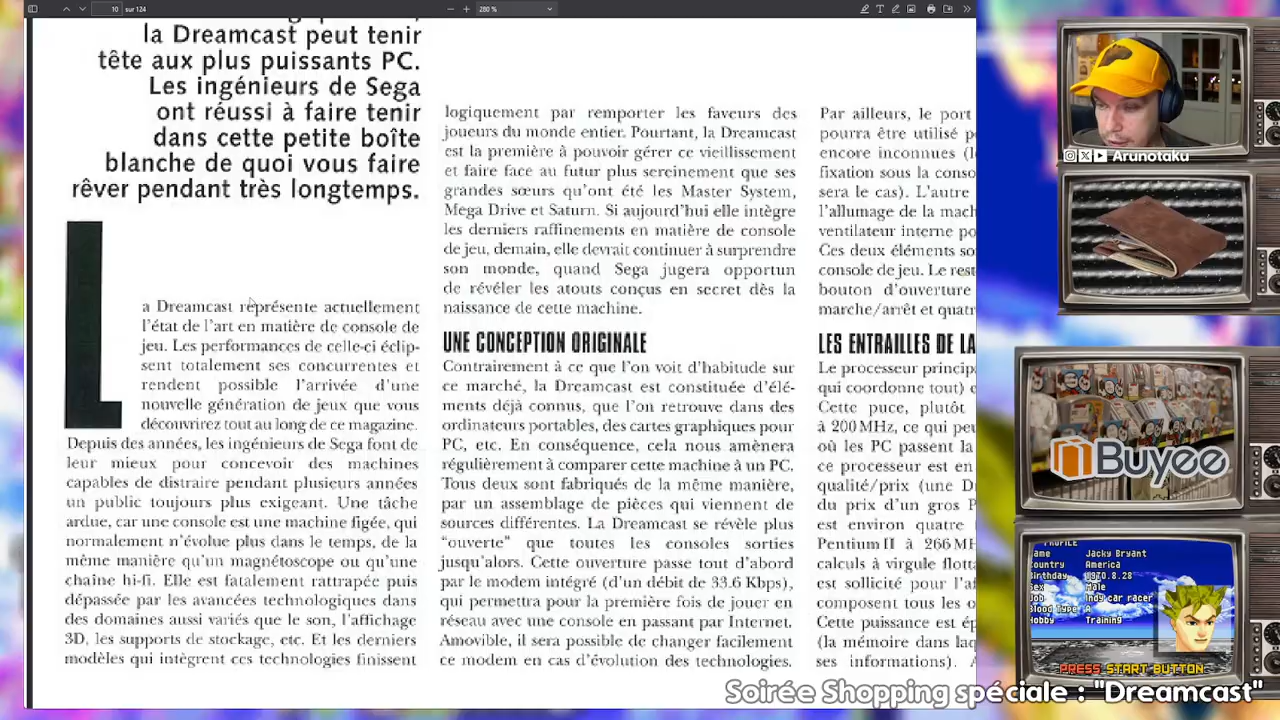 10 sur 124
280 %
la Dreamcast peut tenir
tête aux plus puissants PC.
Les ingénieurs de Sega
ont réussi à faire tenir
dans cette petite boîte
blanche de quoi vous faire
rêver pendant très longtemps.
La Dreamcast représente actuellement
l'état de l'art en matière de console de
jeu. Les performances de celle-ci éclip-
sent totalement ses concurrentes et
rendent possible l'arrivée d'une
nouvelle génération de jeux que vous
découvrirez tout au long de ce magazine.
Depuis des années, les ingénieurs de Sega font de
leur mieux pour concevoir des machines
capables de distraire pendant plusieurs années
un public toujours plus exigeant. Une tâche
ardue, car une console est une machine figée, qui
normalement n'évolue plus dans le temps, de la
même manière qu'un magnétoscope ou qu'une
chaîne hi-fi. Elle est fatalement rattrapée puis
dépassée par les avancées technologiques dans
des domaines aussi variés que le son, l'affichage
3D, les supports de stockage, etc. Et les derniers
modèles qui intègrent ces technologies finissent
logiquement par remporter les faveurs des
joueurs du monde entier. Pourtant, la Dreamcast
est la première à pouvoir gérer ce vieillissement
et faire face au futur plus sereinement que ses
grandes sœurs qu'ont été les Master System,
Mega Drive et Saturn. Si aujourd'hui elle intègre
les derniers raffinements en matière de console
de jeu, demain, elle devrait continuer à surprendre
son monde, quand Sega jugera opportun
de révéler les atouts conçus en secret dès la
naissance de cette machine.
UNE CONCEPTION ORIGINALE
Contrairement à ce que l'on voit d'habitude sur
ce marché, la Dreamcast est constituée d'élé-
ments déjà connus, que l'on retrouve dans des
ordinateurs portables, des cartes graphiques pour
PC, etc. En conséquence, cela nous amènera
régulièrement à comparer cette machine à un PC.
Tous deux sont fabriqués de la même manière,
par un assemblage de pièces qui viennent de
sources différentes. La Dreamcast se révèle plus
"ouverte" que toutes les consoles sorties
jusqu'alors. Cette ouverture passe tout d'abord
par le modem intégré (d'un débit de 33.6 Kbps),
qui permettra pour la première fois de jouer en
réseau avec une console en passant par Internet.
Amovible, il sera possible de changer facilement
ce modem en cas d'évolution des technologies.
Par ailleurs, le port
pourra être utilisé
encore inconnues
fixation sous la
sera le cas). L'autre
l'allumage de la
ventilateur interne
Ces deux éléments
console de jeu. Le
bouton d'ouverture
marche/arrêt et
LES ENTRAILLES DE
Le processeur
qui coordonne tout)
Cette puce, plutôt
à 200 MHz, ce qui
où les PC passent la
ce processeur est en
qualité/prix (une
du prix d'un gros
est environ quatre
Pentium II à 266
calculs à virgule
est sollicité pour
composent tous les
Cette puissance est
(la mémoire dans
ses informations).
Arunotaku
Buyee
PROFILE
Name Jacky Bryant
Country America
Birthday 1970.8.28
Sex Male
Job Indy car racer
Blood Type A
Hobby Training
PRESS START BUTTON
Soirée Shopping spéciale : "Dreamcast"